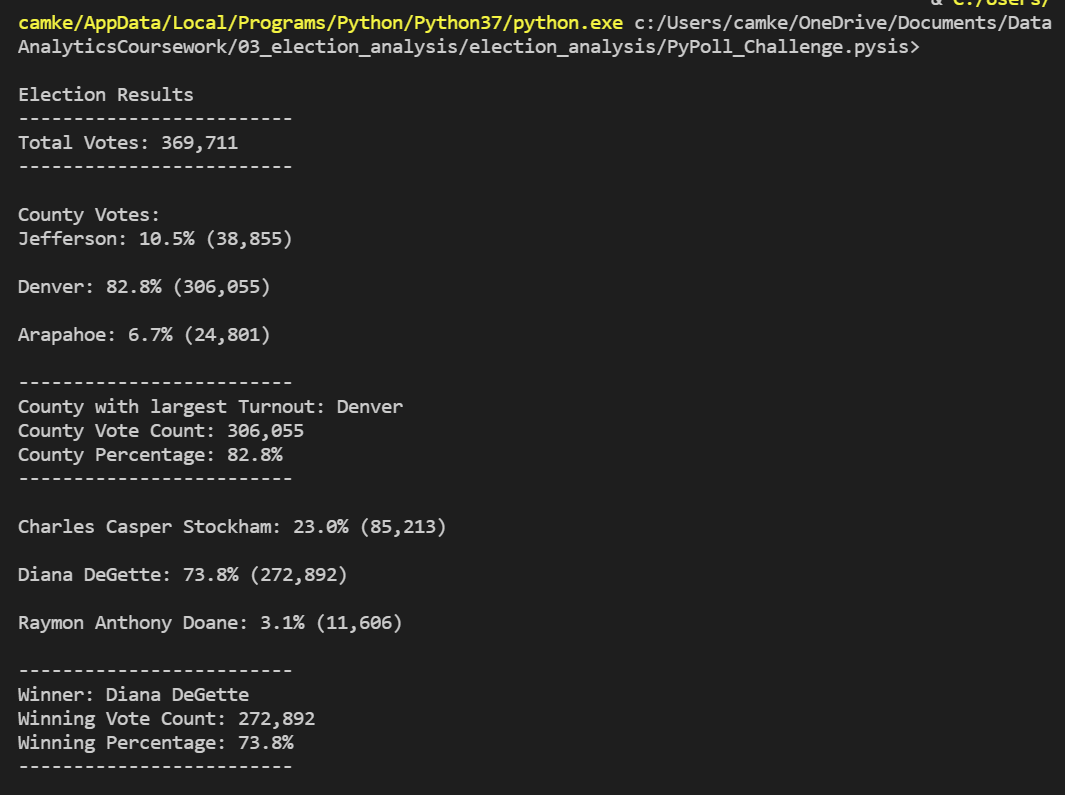 & C:/Users/
camke/AppData/Local/Programs/Python/Python37/python.exe c:/Users/camke/OneDrive/Documents/Data
AnalyticsCoursework/03_election_analysis/election_analysis/PyPoll_Challenge.pysis>
Election Results
-------------------------
Total Votes: 369,711
-------------------------
County Votes:
Jefferson: 10.5% (38,855)
Denver: 82.8% (306,055)
Arapahoe: 6.7% (24,801)
-------------------------
County with largest Turnout: Denver
County Vote Count: 306,055
County Percentage: 82.8%
-------------------------
Charles Casper Stockham: 23.0% (85,213)
Diana DeGette: 73.8% (272,892)
Raymon Anthony Doane: 3.1% (11,606)
-------------------------
Winner: Diana DeGette
Winning Vote Count: 272,892
Winning Percentage: 73.8%
-------------------------